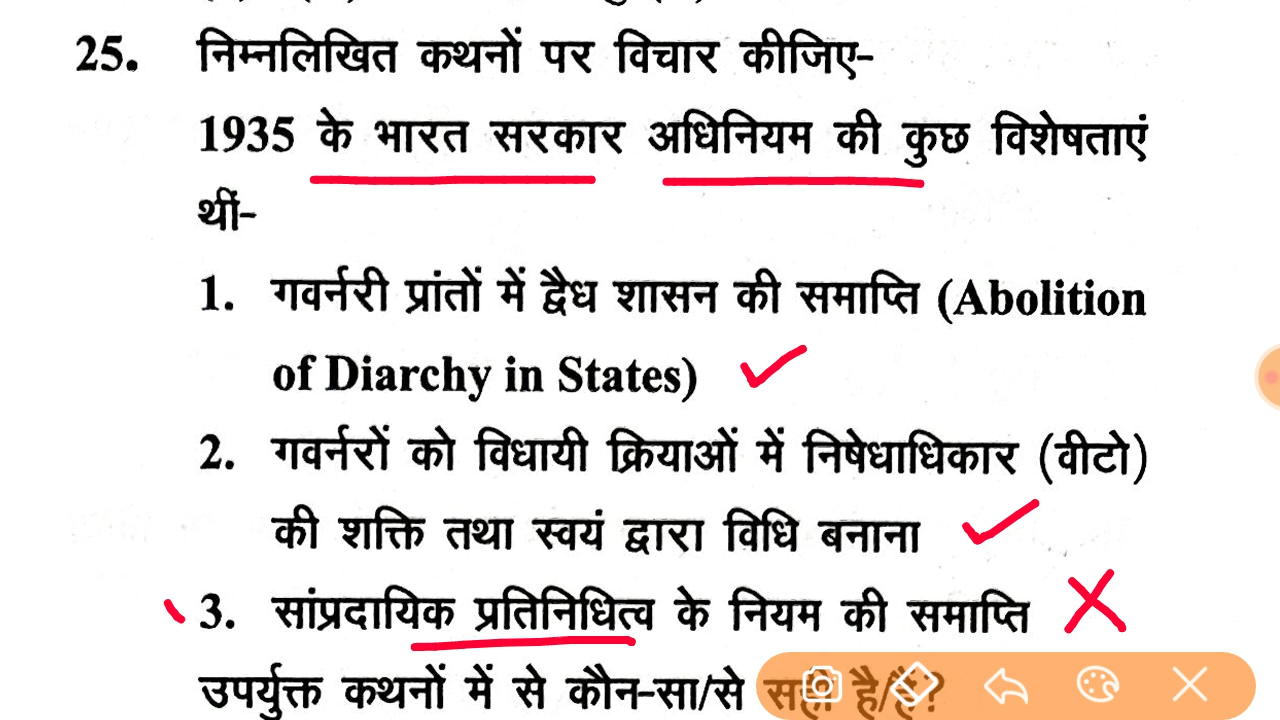 25. निम्नलिखित कथनों पर विचार कीजिए-
1935 के भारत सरकार अधिनियम की कुछ विशेषताएं
थीं-
1. गवर्नरी प्रांतों में द्वैध शासन की समाप्ति (Abolition
of Diarchy in States)
2. गवर्नरों को विधायी क्रियाओं में निषेधाधिकार (वीटो)
की शक्ति तथा स्वयं द्वारा विधि बनाना
3. सांप्रदायिक प्रतिनिधित्व के नियम की समाप्ति
उपर्युक्त कथनों में से कौन-सा/से सही है/हैं?